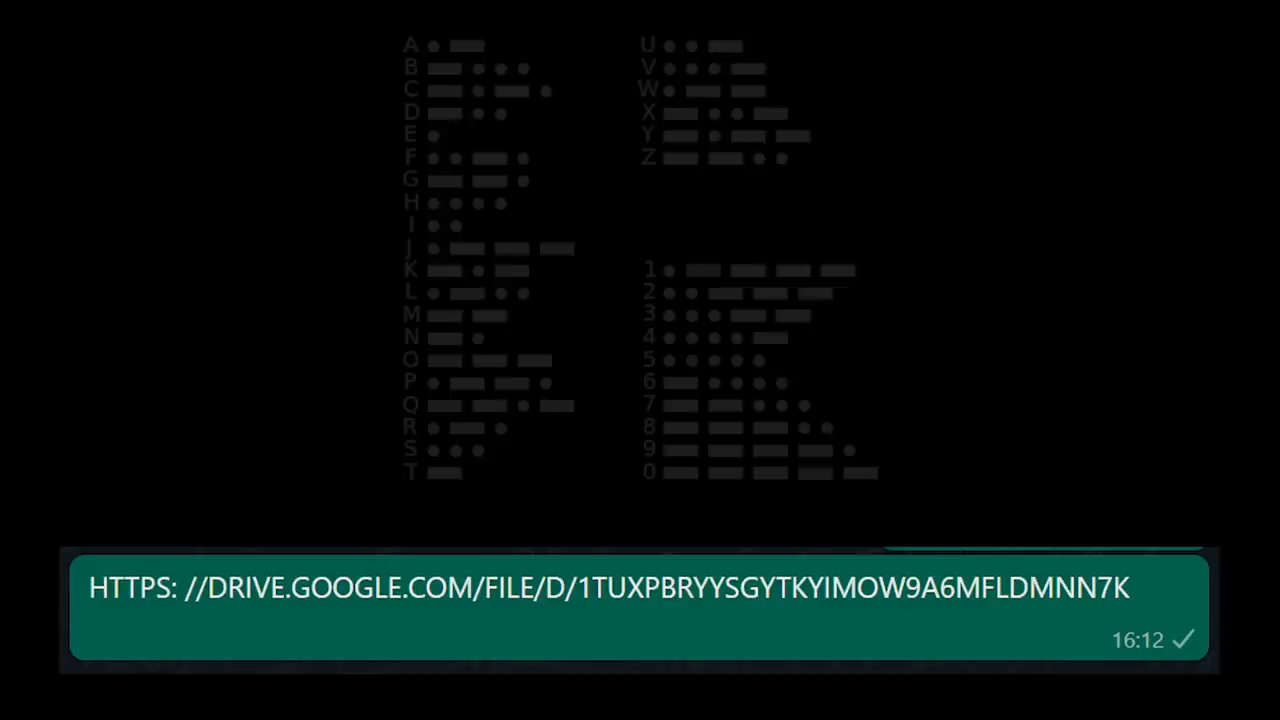 A
B
C
D
E
F
G
H
I
J
K
L
M
N
O
P
Q
R
S
T
U
V
W
X
Y
Z
1
2
3
4
5
6
7
8
9
0
HTTPS: //DRIVE.GOOGLE.COM/FILE/D/1TUXPBRYYSGYTKYIMOW9A6MFLDMNN7K
16:12